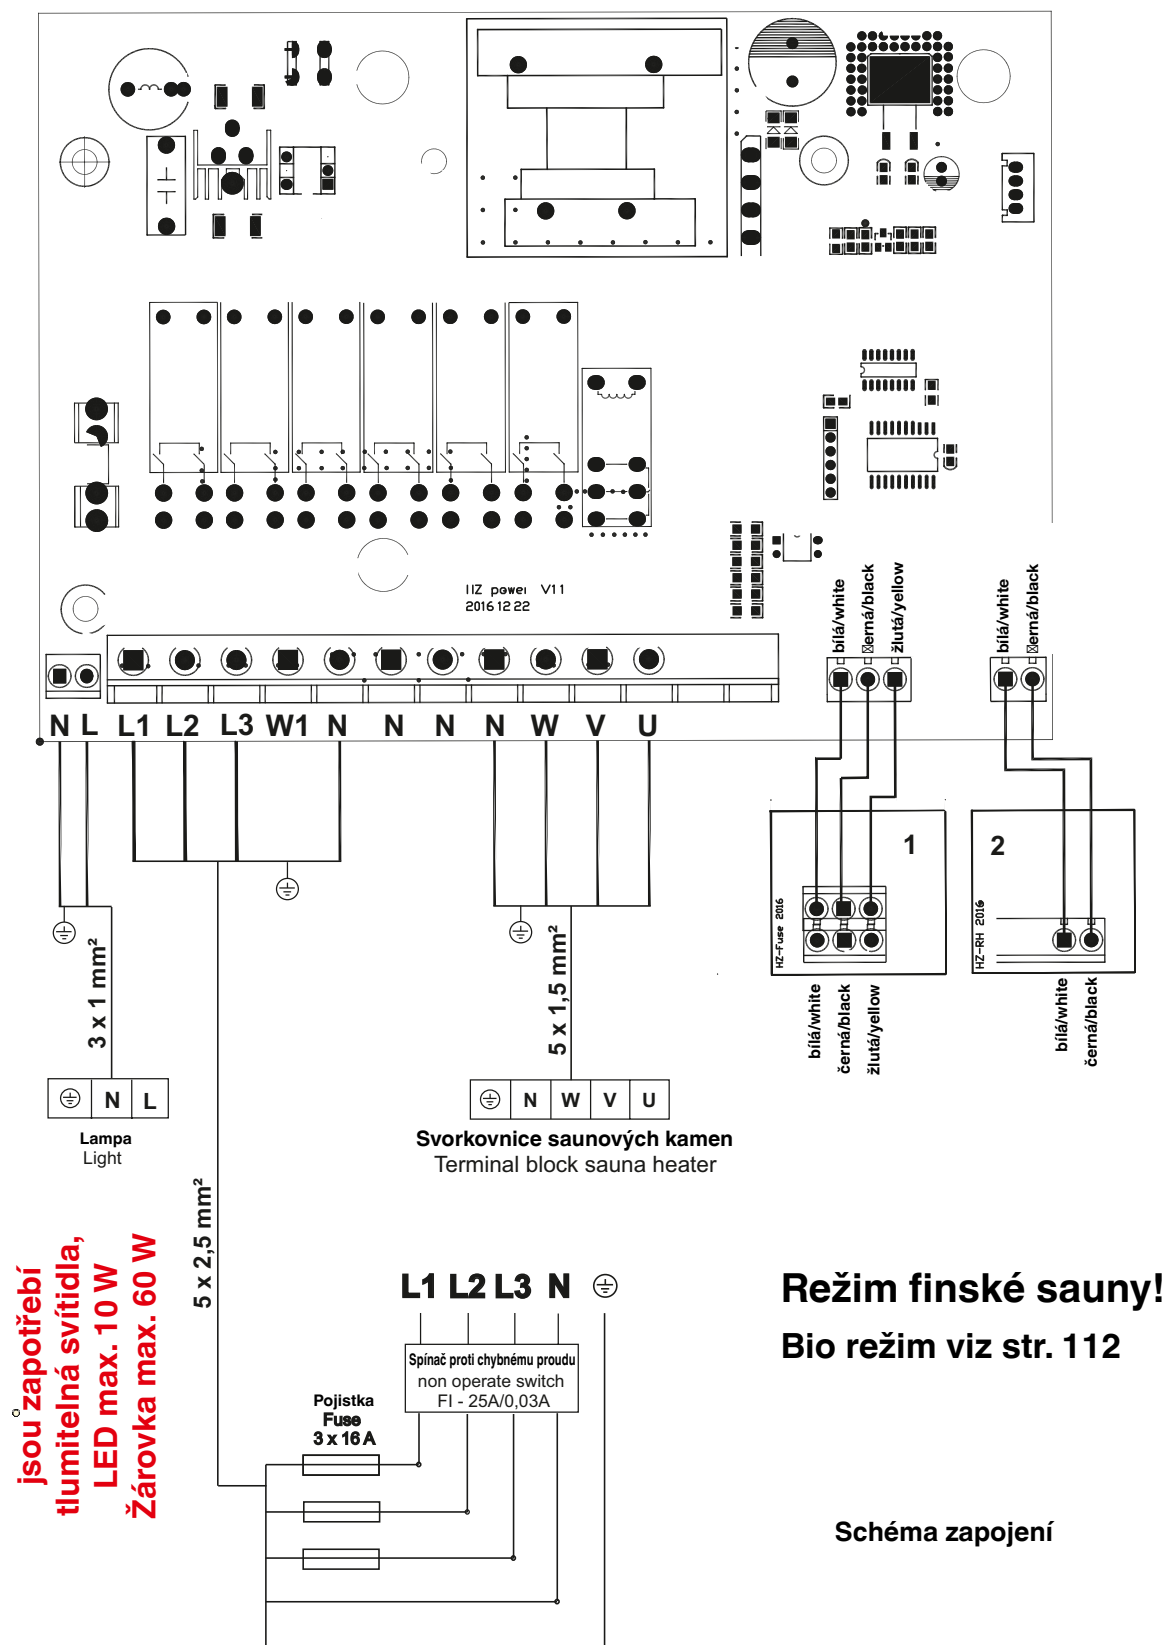 IIZ power V11
2016 12 22
bílá/white
erná/black
žlutá/yellow
bílá/white
erná/black
N L L1 L2 L3 W1 N N N N W V U
1
2
HZ-Fuse 2016
HZ-RH 2016
bílá/white
černá/black
žlutá/yellow
bílá/white
černá/black
3 x 1 mm²
5 x 1,5 mm²
N L
Lampa
Light
N W V U
Svorkovnice saunových kamen
Terminal block sauna heater
5 x 2,5 mm²
jsou zapotřebí
tlumitelná svítidla,
LED max. 10 W
Žárovka max. 60 W
L1 L2 L3 N
Spínač proti chybnému proudu
non operate switch
FI - 25A/0,03A
Pojistka
Fuse
3 x 16 A
Režim finské sauny!
Bio režim viz str. 112
Schéma zapojení